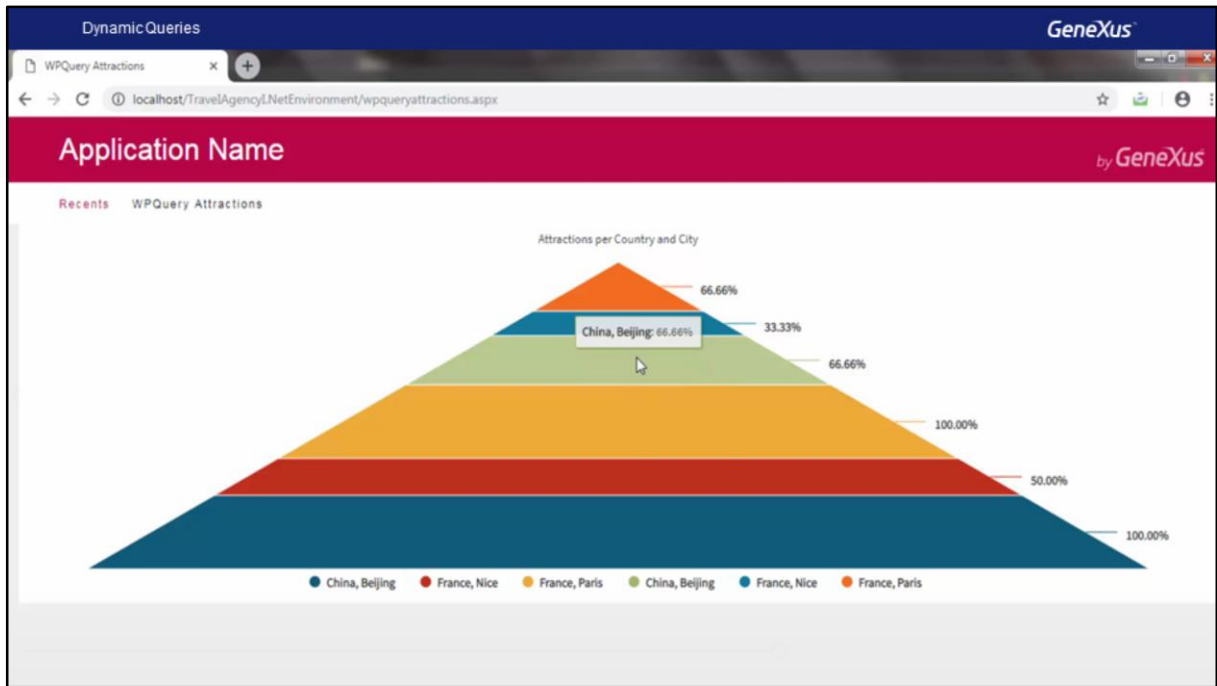 Dynamic Queries GeneXus
WPQuery Attractions × +
localhost/TravelAgencyI.NetEnvironment/wpqueryattractions.aspx
Application Name
by GeneXus
Recents WPQuery Attractions
Attractions per Country and City
66.66%
33.33%
China, Beijing: 66.66%
66.66%
100.00%
50.00%
100.00%
China, Beijing France, Nice France, Paris China, Beijing France, Nice France, Paris